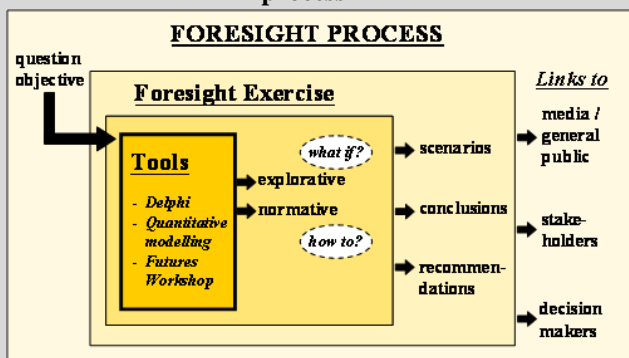 process
FORESIGHT PROCESS
question
objective
Foresight Exercise
Tools
- Delphi
- Quantitative
modelling
- Futures
Workshop
what if?
explorative
normative
how to?
scenarios
conclusions
recommen-
dations
Links to
media /
general
public
stake-
holders
decision
makers